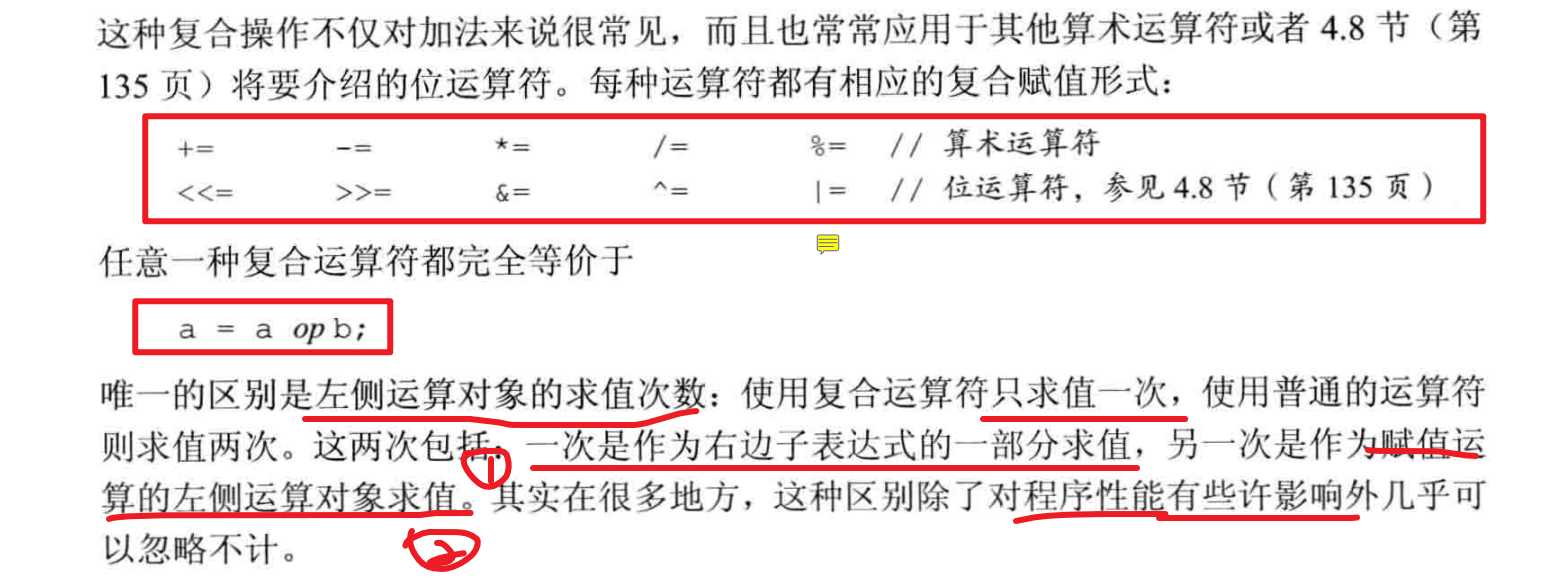 这种复合操作不仅对加法来说很常见，而且也常常应用于其他算术运算符或者 4.8 节（第
135 页）将要介绍的位运算符。每种运算符都有相应的复合赋值形式：
+= -= *= /= %= // 算术运算符
<<= >>= &= ^= |= // 位运算符，参见 4.8 节（第 135 页）
任意一种复合运算符都完全等价于
a = a op b;
唯一的区别是左侧运算对象的求值次数：使用复合运算符只求值一次，使用普通的运算符
则求值两次。这两次包括：一次是作为右边子表达式的一部分求值，另一次是作为赋值运
①
算的左侧运算对象求值。其实在很多地方，这种区别除了对程序性能有些许影响外几乎可
以忽略不计。
②